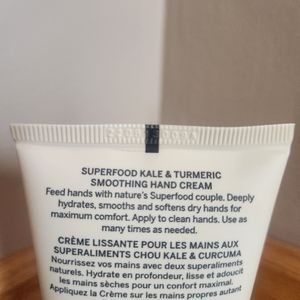 SUPERFOOD KALE & TURMERIC
SMOOTHING HAND CREAM
Feed hands with nature's Superfood couple. Deeply
hydrates, smooths and softens dry hands for
maximum comfort. Apply to clean hands. Use as
many times as needed.
CRÈME LISSANTE POUR LES MAINS AUX
SUPERALIMENTS CHOU KALE & CURCUMA
Nourrissez vos mains avec deux superaliments
naturels. Hydrate en profondeur, lisse et adoucit
les mains sèches pour un confort maximal.
Appliquez la Crème sur les mains propres autant